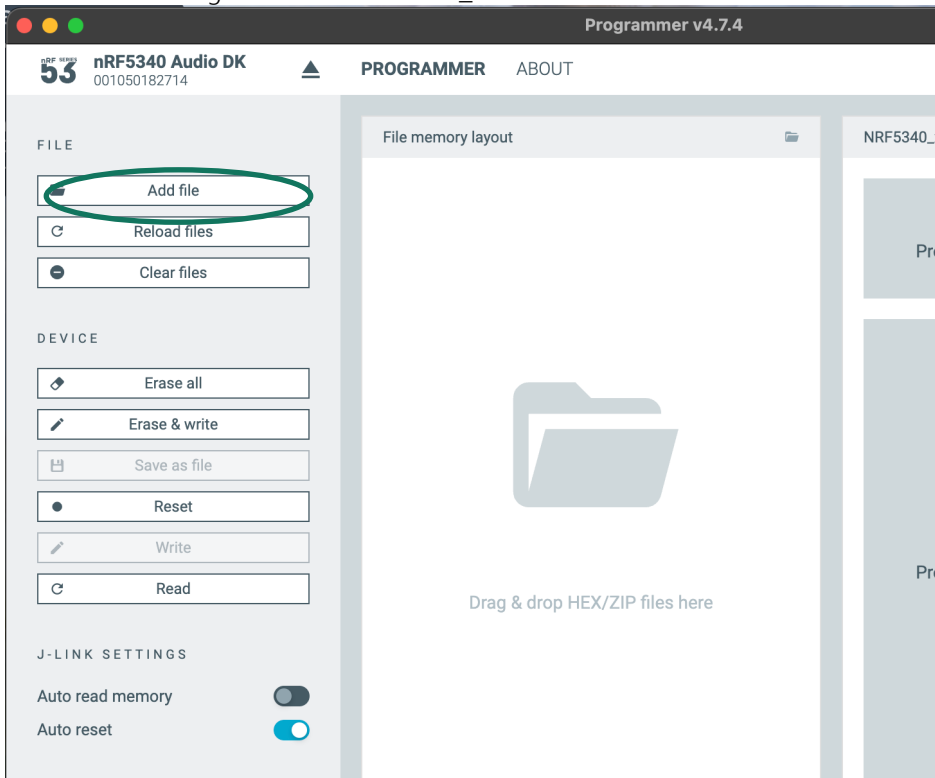 Programmer v4.7.4
nRF SERIES
53
nRF5340 Audio DK
001050182714
PROGRAMMER
ABOUT
FILE
Add file
Reload files
Clear files
DEVICE
Erase all
Erase & write
Save as file
Reset
Write
Read
J-LINK SETTINGS
Auto read memory
Auto reset
File memory layout
Drag & drop HEX/ZIP files here
NRF5340_